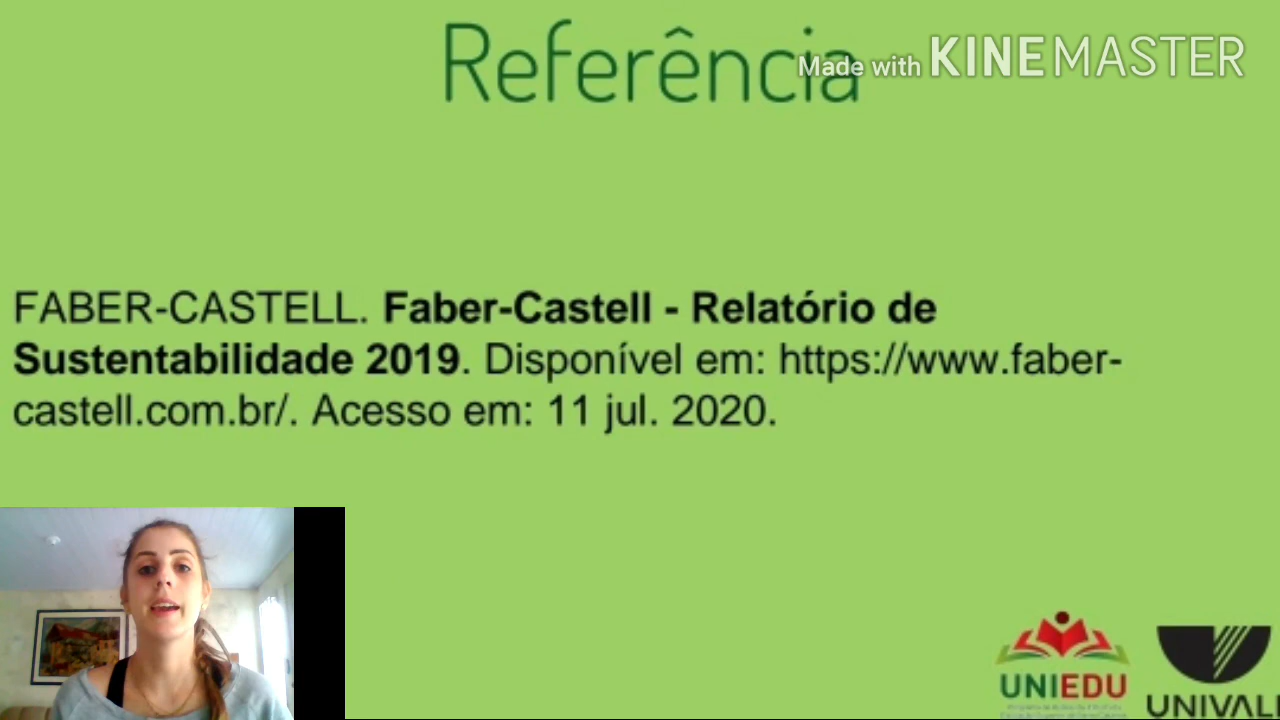 Referência
Made with KINEMASTER
FABER-CASTELL. Faber-Castell - Relatório de
Sustentabilidade 2019. Disponível em: https://www.faber-
castell.com.br/. Acesso em: 11 jul. 2020.
UNIEDU
UNIVALI